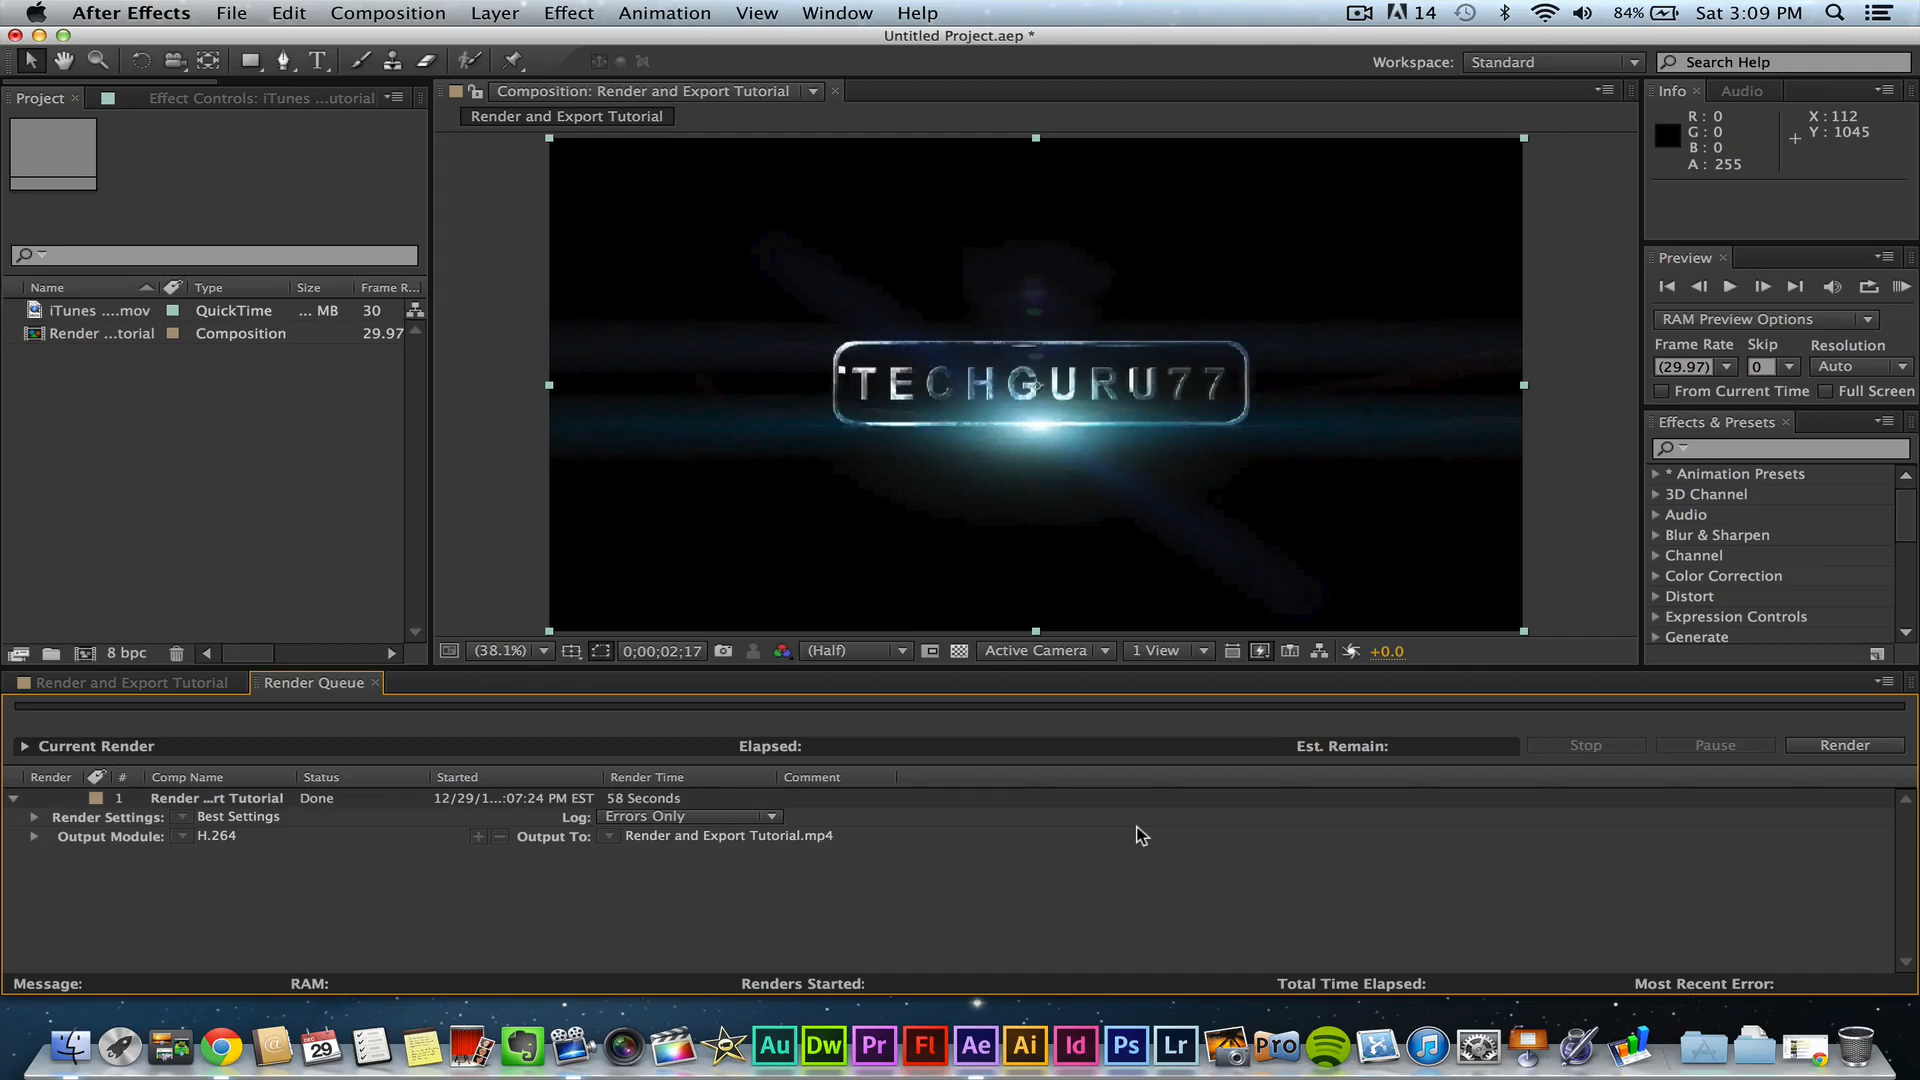 After Effects File Edit Composition Layer Effect Animation View Window Help 14 84% Sat 3:09 PM
Untitled Project.aep *
Workspace: Standard Search Help
Project Effect Controls: iTunes ...utorial
Composition: Render and Export Tutorial
Info Audio
Render and Export Tutorial
R : 0 X : 112
G : 0 Y : 1045
B : 0
A : 255
TECHGURU77
Name Type Size Frame R...
iTunes ....mov QuickTime ... MB 30
Render ...torial Composition 29.97
Preview
RAM Preview Options
Frame Rate Skip Resolution
(29.97) 0 Auto
From Current Time Full Screen
Effects & Presets
* Animation Presets
3D Channel
Audio
Blur & Sharpen
Channel
Color Correction
Distort
Expression Controls
Generate
8 bpc
(38.1%) 0;00;02;17 (Half) Active Camera 1 View +0.0
Render and Export Tutorial Render Queue
Current Render Elapsed: Est. Remain: Stop Pause Render
Render # Comp Name Status Started Render Time Comment
1 Render ...rt Tutorial Done 12/29/1...:07:24 PM EST 58 Seconds
Render Settings: Best Settings Log: Errors Only
Output Module: H.264 + − Output To: Render and Export Tutorial.mp4
Message: RAM: Renders Started: Total Time Elapsed: Most Recent Error:
29 Au Dw Pr Fl Ae Ai Id Ps Lr Pro